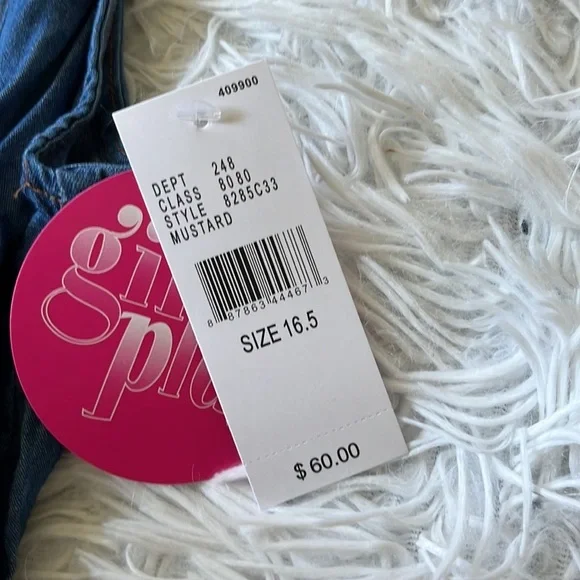 409900
DEPT 248
CLASS 8080
STYLE 8285C33
MUSTARD
8 87863 44467 3
SIZE 16.5
$60.00